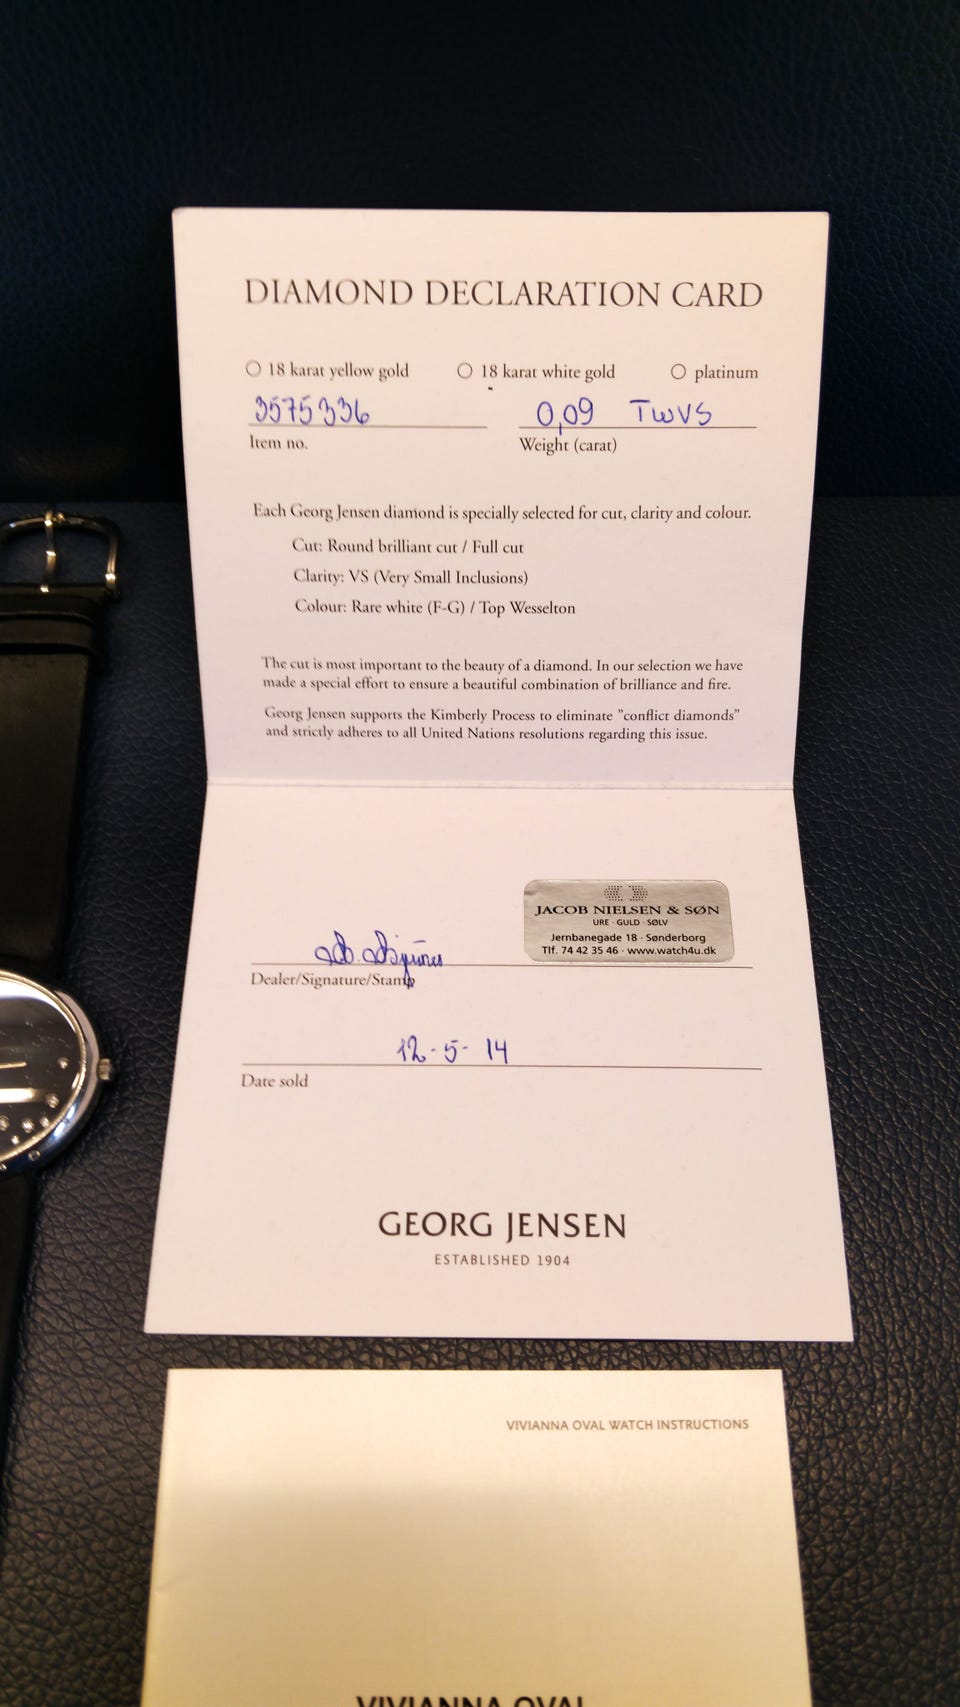 DIAMOND DECLARATION CARD
18 karat yellow gold 18 karat white gold platinum
3575336 0,09 TWVS
Item no. Weight (carat)
Each Georg Jensen diamond is specially selected for cut, clarity and colour.
Cut: Round brilliant cut / Full cut
Clarity: VS (Very Small Inclusions)
Colour: Rare white (F-G) / Top Wesselton
The cut is most important to the beauty of a diamond. In our selection we have
made a special effort to ensure a beautiful combination of brilliance and fire.
Georg Jensen supports the Kimberly Process to eliminate "conflict diamonds"
and strictly adheres to all United Nations resolutions regarding this issue.
JACOB NIELSEN & SØN
URE · GULD · SØLV
Jernbanegade 18 · Sønderborg
Tlf. 74 42 35 46 · www.watch4u.dk
Dealer/Signature/Stamp
12-5-14
Date sold
GEORG JENSEN
ESTABLISHED 1904
VIVIANNA OVAL WATCH INSTRUCTIONS
VIVIANNA OVAL